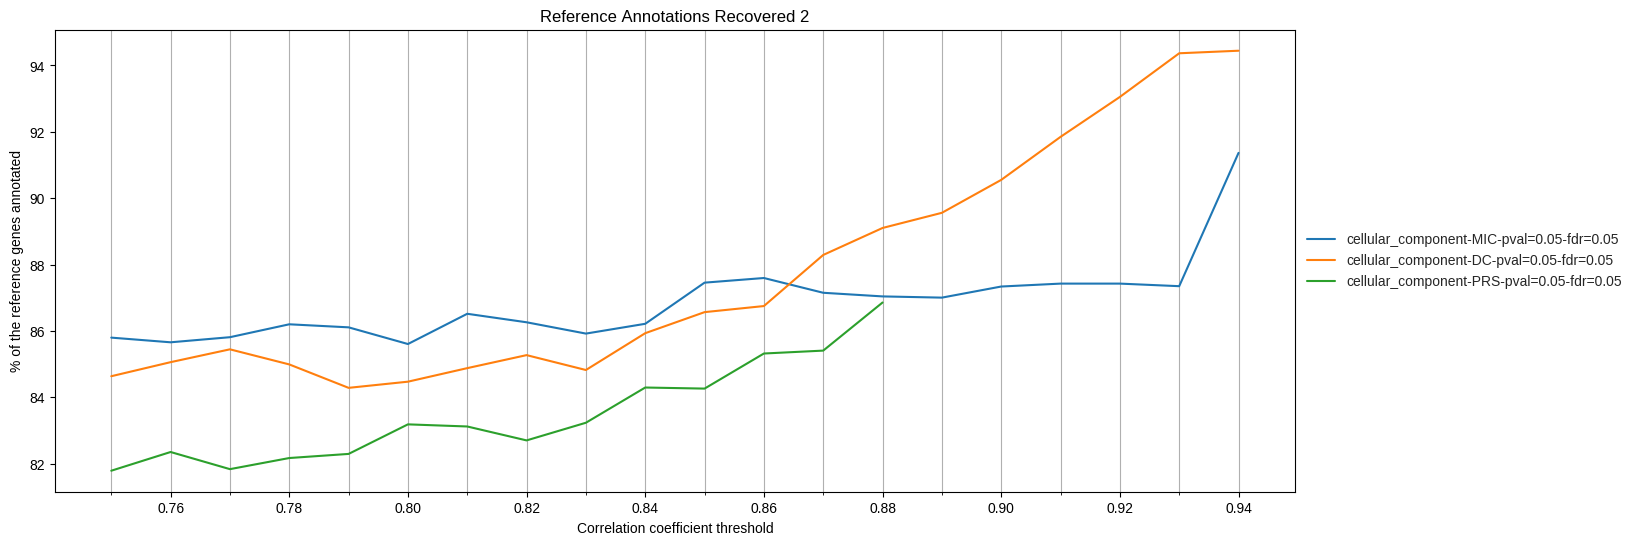 Reference Annotations Recovered 2
94
92
90
88
86
84
82
% of the reference genes annotated
0.76 0.78 0.80 0.82 0.84 0.86 0.88 0.90 0.92 0.94
Correlation coefficient threshold
cellular_component-MIC-pval=0.05-fdr=0.05
cellular_component-DC-pval=0.05-fdr=0.05
cellular_component-PRS-pval=0.05-fdr=0.05